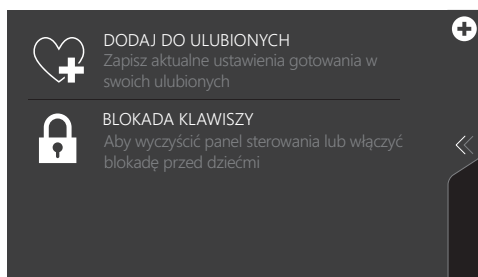 DODAJ DO ULUBIONYCH
Zapisz aktualne ustawienia gotowania w
swoich ulubionych
BLOKADA KLAWISZY
Aby wyczyścić panel sterowania lub włączyć
blokadę przed dziećmi